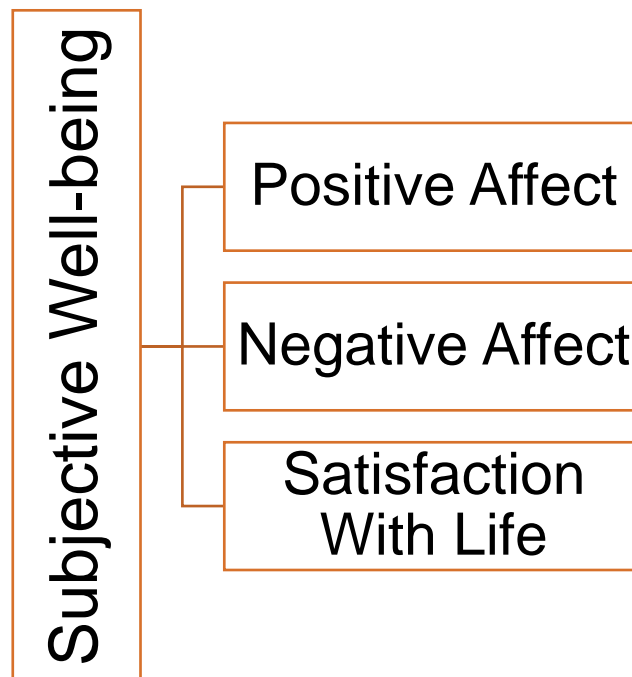 Subjective Well-being
Positive Affect
Negative Affect
Satisfaction
With Life